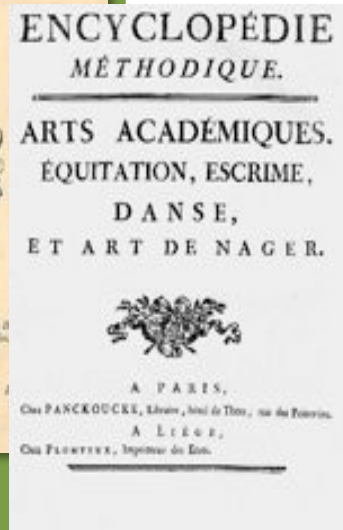 ENCYCLOPÉDIE
MÉTHODIQUE.
ARTS ACADÉMIQUES.
ÉQUITATION, ESCRIME,
DANSE,
ET ART DE NAGER.
A PARIS,
Chez PANCKOUCKE, Libraire, hôtel de Thou, rue des Poitevins.
A LIÈGE,
Chez PLOMTEUX, Imprimeur des Etats.